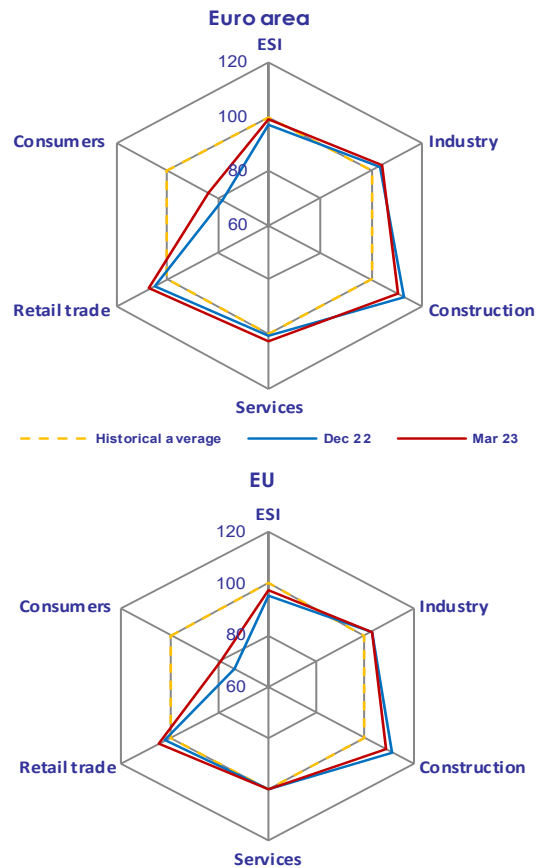 Euro area
ESI
120
100
80
60
Consumers
Industry
Retail trade
Construction
Services
Historical average
Dec 22
Mar 23
EU
ESI
120
100
80
60
Consumers
Industry
Retail trade
Construction
Services